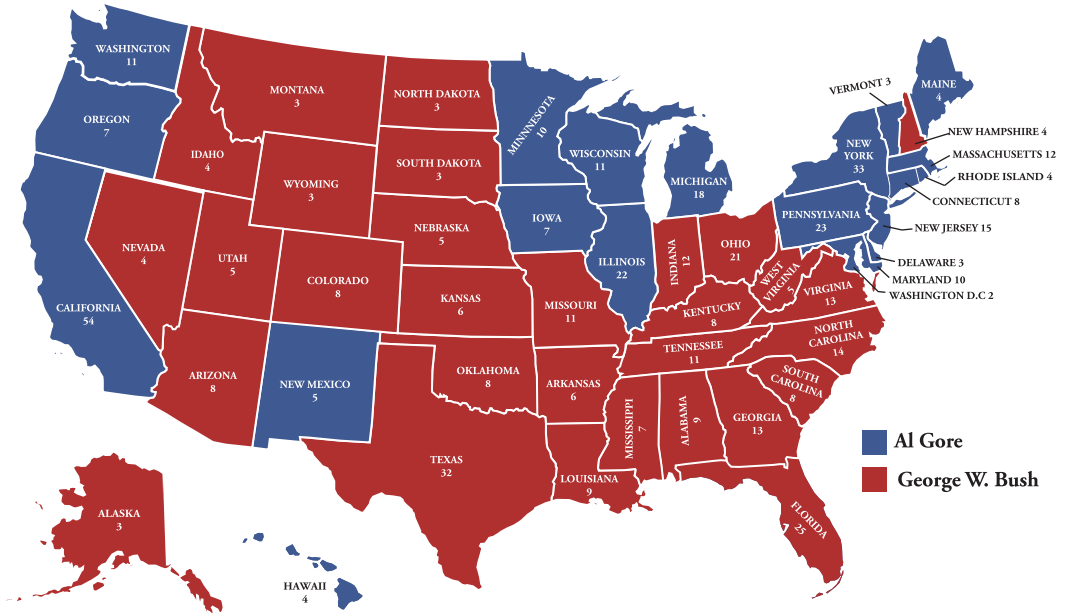 WASHINGTON
11
OREGON
7
CALIFORNIA
54
NEVADA
4
IDAHO
4
MONTANA
3
WYOMING
3
UTAH
5
COLORADO
8
ARIZONA
8
NEW MEXICO
5
NORTH DAKOTA
3
SOUTH DAKOTA
3
NEBRASKA
5
KANSAS
6
OKLAHOMA
8
TEXAS
32
MINNNESOTA
10
IOWA
7
MISSOURI
11
ARKANSAS
6
LOUISIANA
9
WISCONSIN
11
ILLINOIS
22
MICHIGAN
18
INDIANA
12
OHIO
21
KENTUCKY
8
TENNESSEE
11
MISSISSIPPI
7
ALABAMA
9
GEORGIA
13
FLORIDA
25
SOUTH
CAROLINA
8
NORTH
CAROLINA
14
VIRGINIA
13
WEST
VIRGINIA
5
PENNSYLVANIA
23
NEW
YORK
33
VERMONT 3
MAINE
4
NEW HAMPSHIRE 4
MASSACHUSETTS 12
RHODE ISLAND 4
CONNECTICUT 8
NEW JERSEY 15
DELAWARE 3
MARYLAND 10
WASHINGTON D.C 2
ALASKA
3
HAWAII
4
Al Gore
George W. Bush